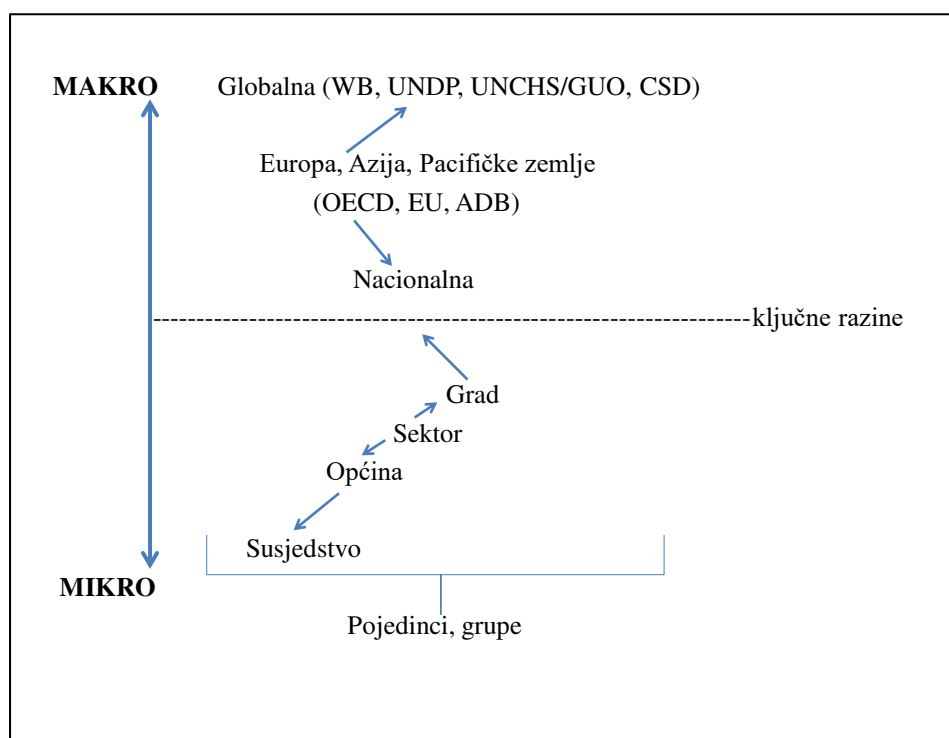 MAKRO Globalna (WB, UNDP, UNCHS/GUO, CSD)
Europa, Azija, Pacifičke zemlje
(OECD, EU, ADB)
Nacionalna
ključne razine
Grad
Sektor
Općina
Susjedstvo
MIKRO
Pojedinci, grupe